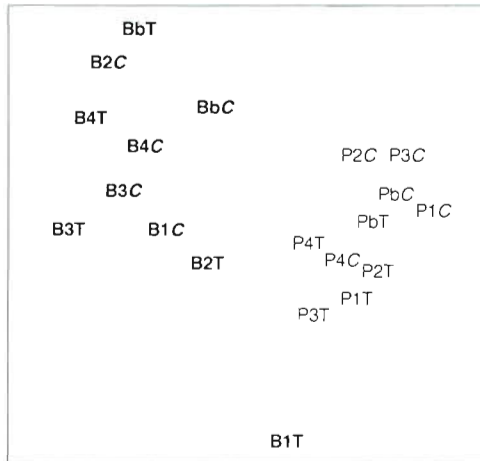 BbT
B2C
BbC
B4T
B4C
P2C P3C
B3C
PbC
P1C
PbT
B3T B1C
P4T
B2T
P4C
P2T
P1T
P3T
B1T